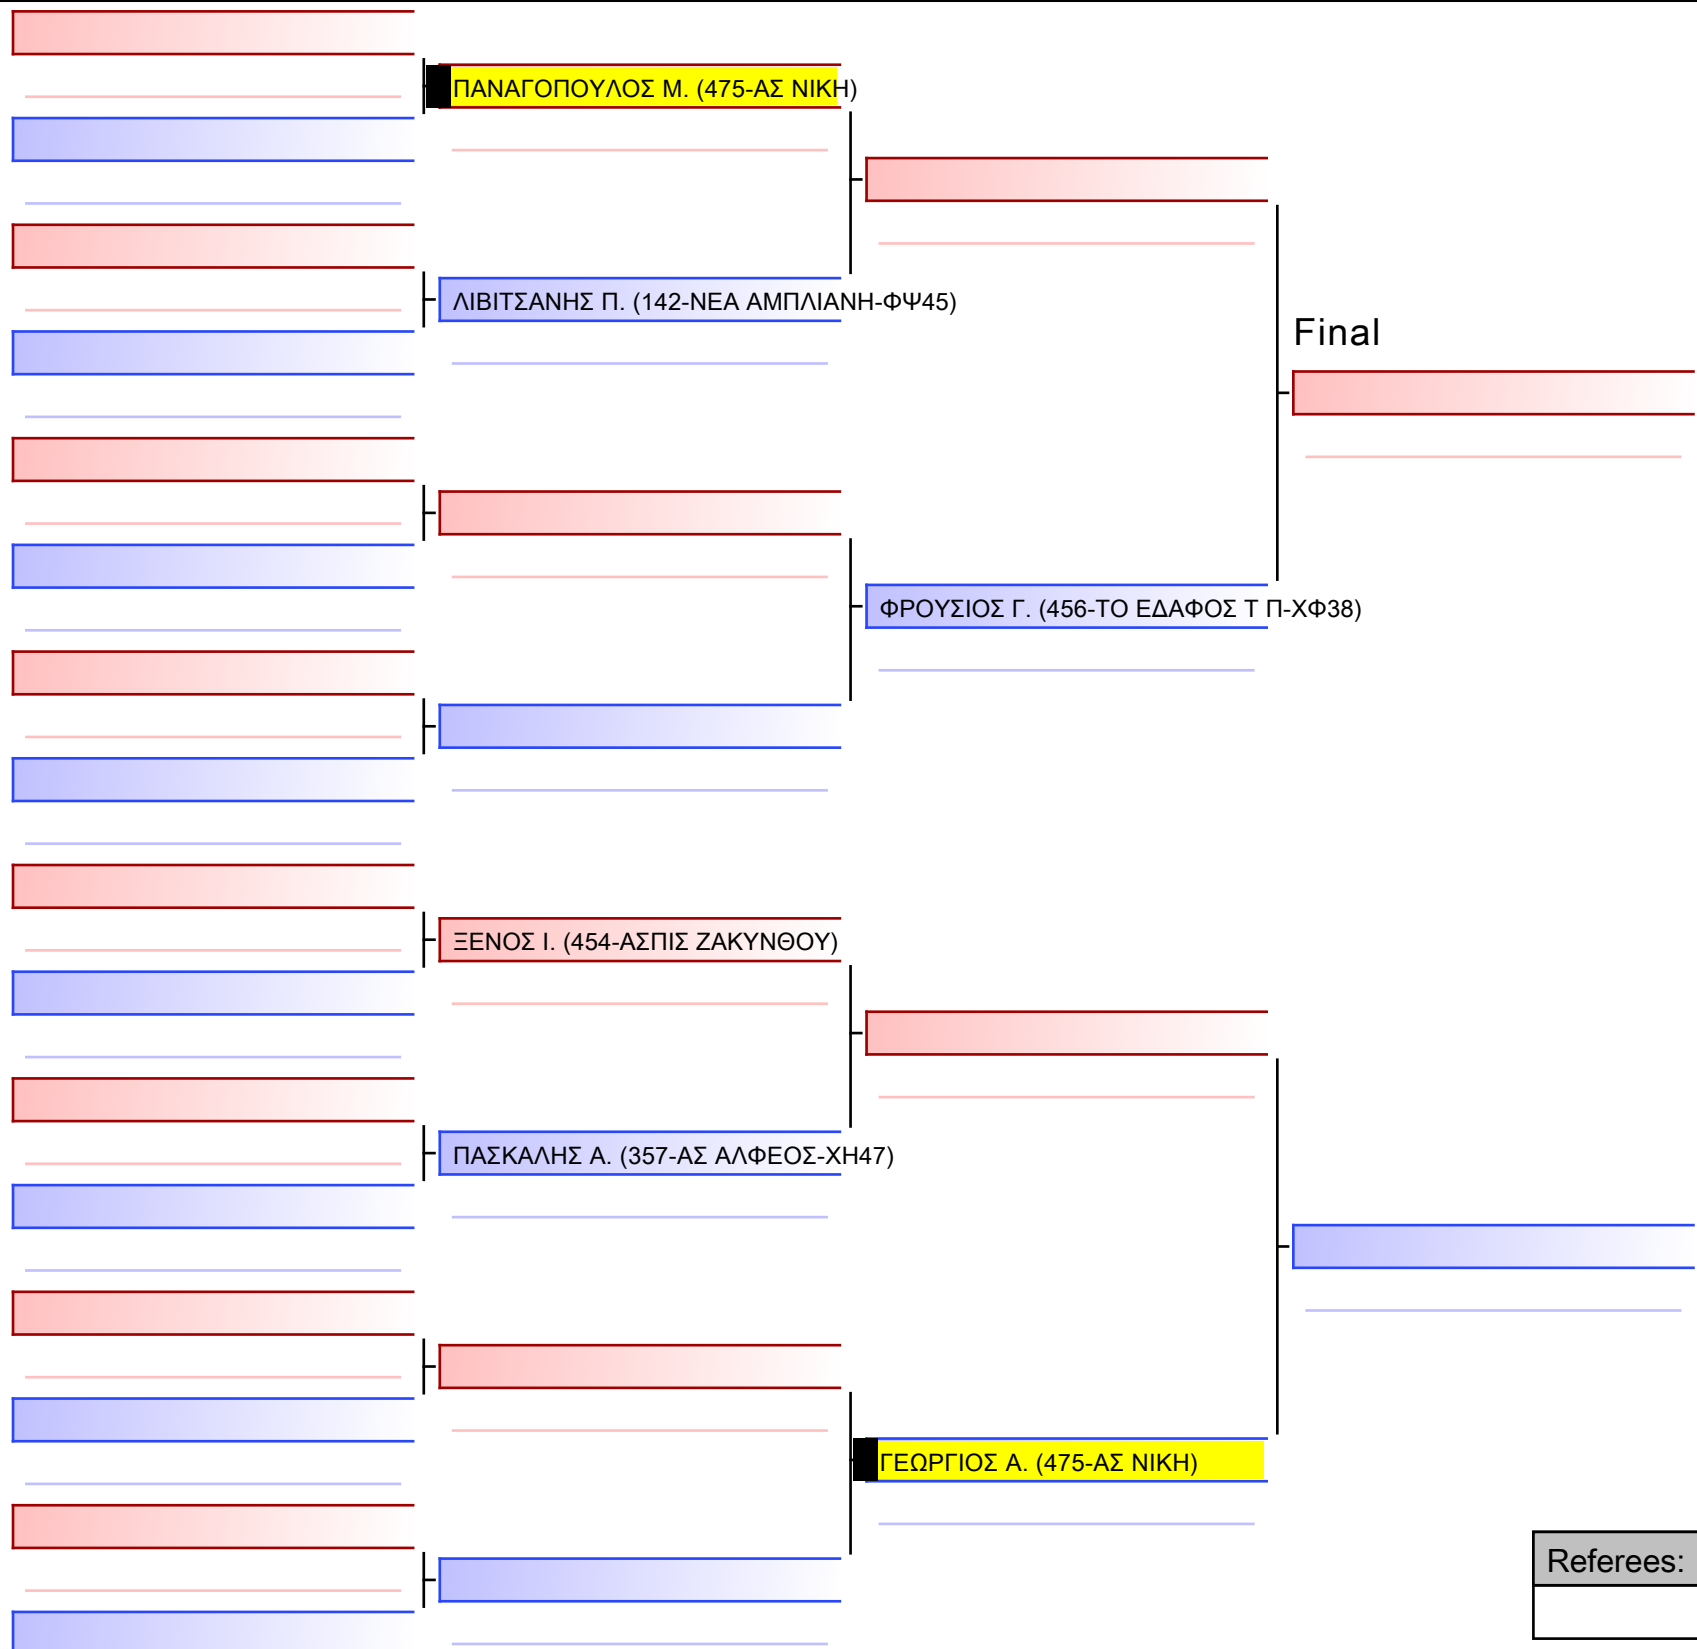 ΠΑΝΑΓΟΠΟΥΛΟΣ Μ. (475-ΑΣ ΝΙΚΗ)
ΛΙΒΙΤΣΑΝΗΣ Π. (142-ΝΕΑ ΑΜΠΛΙΑΝΗ-ΦΨ45)
Final
ΦΡΟΥΣΙΟΣ Γ. (456-ΤΟ ΕΔΑΦΟΣ Τ Π-ΧΦ38)
ΞΕΝΟΣ Ι. (454-ΑΣΠΙΣ ΖΑΚΥΝΘΟΥ)
ΠΑΣΚΑΛΗΣ Α. (357-ΑΣ ΑΛΦΕΟΣ-ΧΗ47)
ΓΕΩΡΓΙΟΣ Α. (475-ΑΣ ΝΙΚΗ)
Referees: